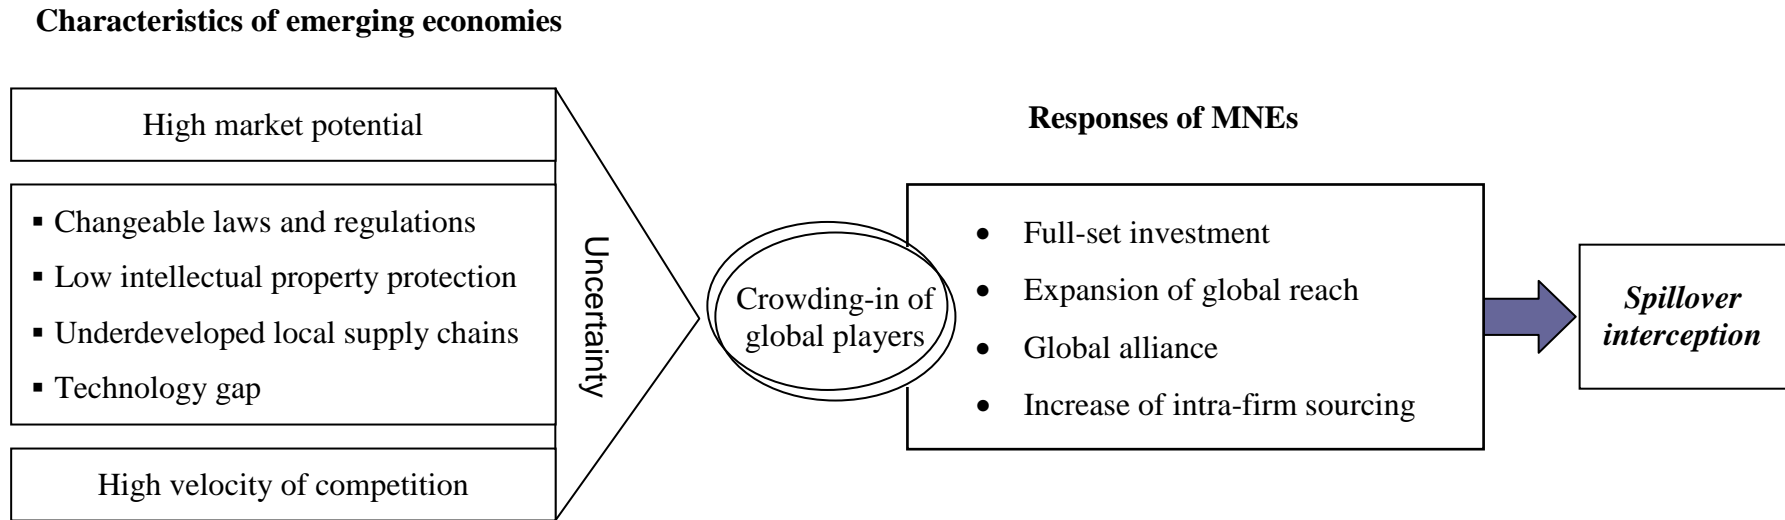 Characteristics of emerging economies
High market potential
▪ Changeable laws and regulations
▪ Low intellectual property protection
▪ Underdeveloped local supply chains
▪ Technology gap
High velocity of competition
Uncertainty
Crowding-in of
global players
Responses of MNEs
• Full-set investment
• Expansion of global reach
• Global alliance
• Increase of intra-firm sourcing
Spillover
interception